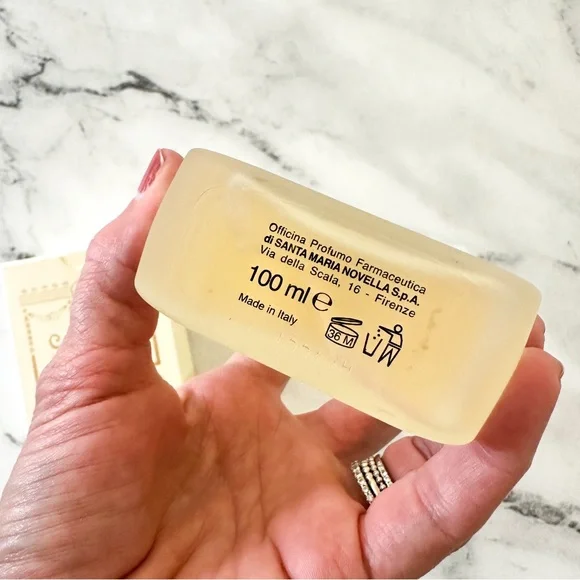 Officina Profumo Farmaceutica
di SANTA MARIA NOVELLA S.p.A.
Via della Scala, 16 - Firenze
100 ml ℮
Made in Italy
36 M